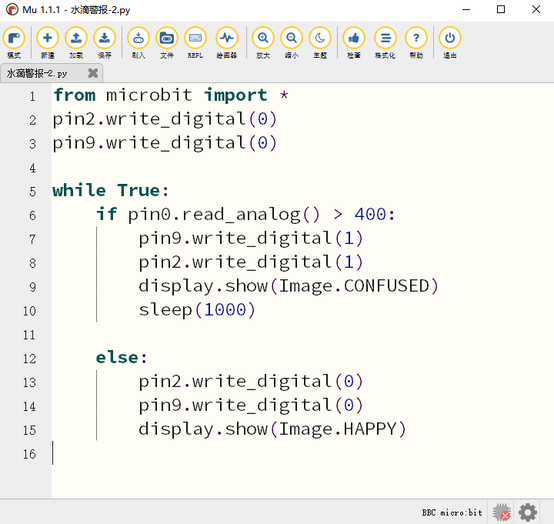 Mu 1.1.1 - 水滴警报-2.py
模式 新建 加载 保存 刷入 文件 REPL 绘图器 放大 缩小 主题 检查 格式化 帮助 退出
水滴警报-2.py
1 from microbit import *
2 pin2.write_digital(0)
3 pin9.write_digital(0)
4
5 while True:
6     if pin0.read_analog() > 400:
7         pin9.write_digital(1)
8         pin2.write_digital(1)
9         display.show(Image.CONFUSED)
10         sleep(1000)
11
12     else:
13         pin2.write_digital(0)
14         pin9.write_digital(0)
15         display.show(Image.HAPPY)
16
BBC micro:bit